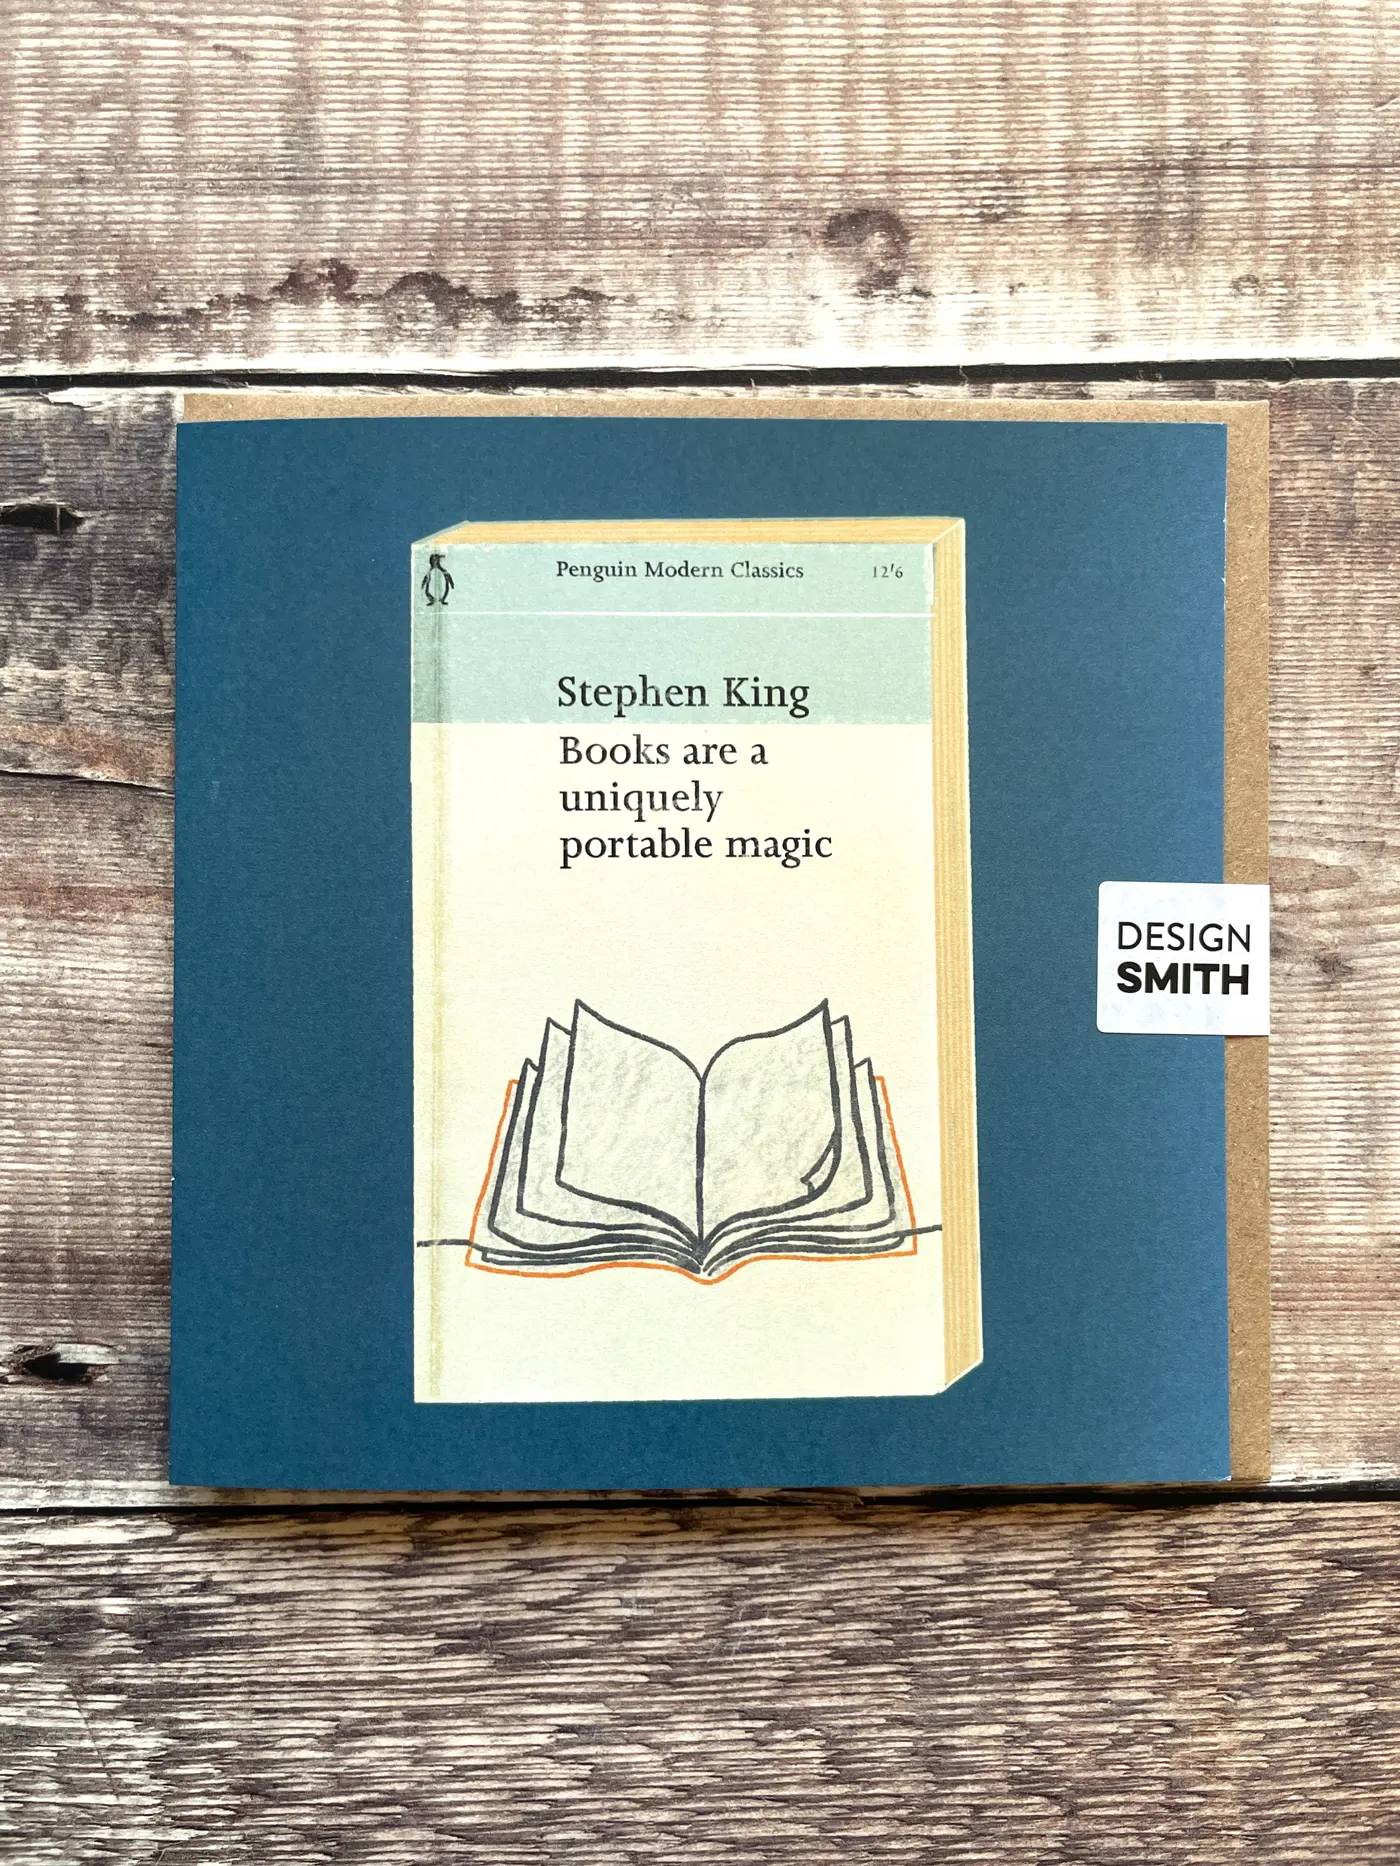 Penguin Modern Classics 12'6
Stephen King
Books are a
uniquely
portable magic
DESIGN
SMITH